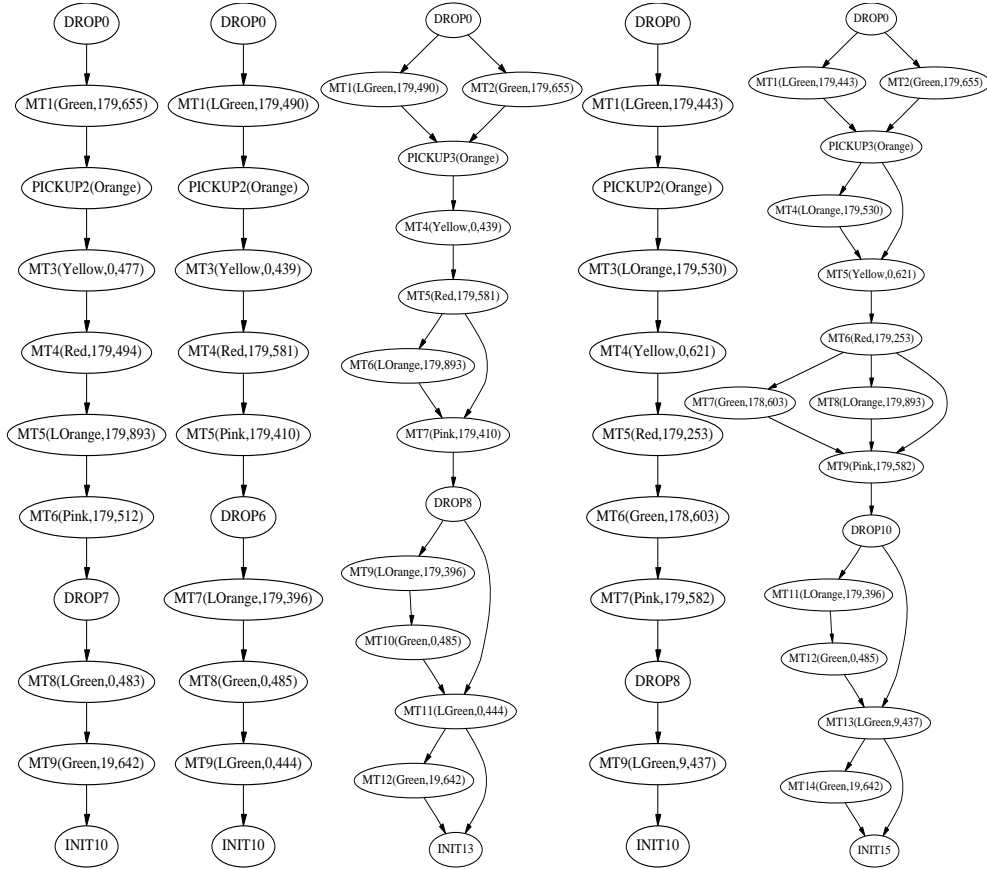 DROP0
MT1(Green,179,655)
PICKUP2(Orange)
MT3(Yellow,0,477)
MT4(Red,179,494)
MT5(LOrange,179,893)
MT6(Pink,179,512)
DROP7
MT8(LGreen,0,483)
MT9(Green,19,642)
INIT10
DROP0
MT1(LGreen,179,490)
PICKUP2(Orange)
MT3(Yellow,0,439)
MT4(Red,179,581)
MT5(Pink,179,410)
DROP6
MT7(LOrange,179,396)
MT8(Green,0,485)
MT9(LGreen,0,444)
INIT10
DROP0
MT1(LGreen,179,490)
MT2(Green,179,655)
PICKUP3(Orange)
MT4(Yellow,0,439)
MT5(Red,179,581)
MT6(LOrange,179,893)
MT7(Pink,179,410)
DROP8
MT9(LOrange,179,396)
MT10(Green,0,485)
MT11(LGreen,0,444)
MT12(Green,19,642)
INIT13
DROP0
MT1(LGreen,179,443)
PICKUP2(Orange)
MT3(LOrange,179,530)
MT4(Yellow,0,621)
MT5(Red,179,253)
MT6(Green,178,603)
MT7(Pink,179,582)
DROP8
MT9(LGreen,9,437)
INIT10
DROP0
MT1(LGreen,179,443)
MT2(Green,179,655)
PICKUP3(Orange)
MT4(LOrange,179,530)
MT5(Yellow,0,621)
MT6(Red,179,253)
MT7(Green,178,603)
MT8(LOrange,179,893)
MT9(Pink,179,582)
DROP10
MT11(LOrange,179,396)
MT12(Green,0,485)
MT13(LGreen,9,437)
MT14(Green,19,642)
INIT15